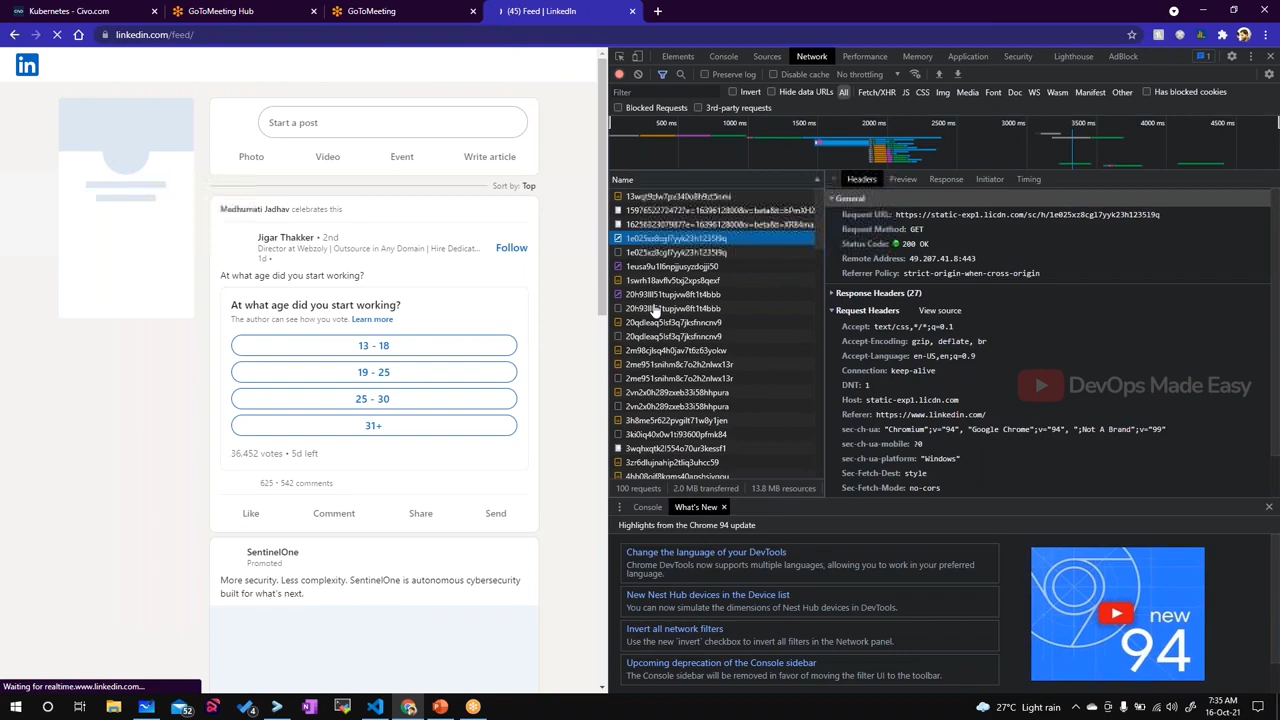 Kubernetes - Civo.com
GoToMeeting Hub
GoToMeeting
(45) Feed | LinkedIn
linkedin.com/feed/
in
Start a post
Photo
Video
Event
Write article
Sort by: Top
Madhumati Jadhav celebrates this
Jigar Thakker • 2nd
Director at Webzoly | Outsource in Any Domain | Hire Dedicat...
1d •
Follow
At what age did you start working?
At what age did you start working?
The author can see how you vote. Learn more
13 - 18
19 - 25
25 - 30
31+
36,452 votes • 5d left
625 • 542 comments
Like
Comment
Share
Send
SentinelOne
Promoted
More security. Less complexity. SentinelOne is autonomous cybersecurity
built for what's next.
Waiting for realtime.www.linkedin.com...
Elements
Console
Sources
Network
Performance
Memory
Application
Security
Lighthouse
AdBlock
1
Preserve log
Disable cache
No throttling
Filter
Invert
Hide data URLs
All
Fetch/XHR
JS
CSS
Img
Media
Font
Doc
WS
Wasm
Manifest
Other
Has blocked cookies
Blocked Requests
3rd-party requests
500 ms
1000 ms
1500 ms
2000 ms
2500 ms
3000 ms
3500 ms
4000 ms
4500 ms
Name
1eusa9u1l6npjjusyzdojji50
1swrh18avflv5txj2xps8qexf
20h93lll51tupjvw8ft1t4bbb
20qdleaq5lsf3q7jksfnncnv9
20qdleaq5lsf3q7jksfnncnv9
2m98cjlsq4h0jav7t6z63yokw
2me951snihm8c7o2h2nlwx13r
2me951snihm8c7o2h2nlwx13r
2vn2x0h289zxeb33i58hhpura
2vn2x0h289zxeb33i58hhpura
3h8me5r622pvgilt71w8y1jen
3ki0iq40x0w1ti93600pfmk84
3wqhxqtk2l554o70ur3kessf1
3zr6dlujnahip2tliq3uhcc59
100 requests
2.0 MB transferred
13.8 MB resources
Headers
Preview
Response
Initiator
Timing
General
Request URL: https://static-exp1.licdn.com/sc/h/1e025xz8cgl7yyk23h1235l9q
Request Method: GET
Status Code: 200 OK
Remote Address: 49.207.41.8:443
Referrer Policy: strict-origin-when-cross-origin
Response Headers (27)
Request Headers
View source
Accept: text/css,*/*;q=0.1
Accept-Encoding: gzip, deflate, br
Accept-Language: en-US,en;q=0.9
Connection: keep-alive
DNT: 1
Host: static-exp1.licdn.com
Referer: https://www.linkedin.com/
sec-ch-ua: "Chromium";v="94", "Google Chrome";v="94", ";Not A Brand";v="99"
sec-ch-ua-mobile: ?0
sec-ch-ua-platform: "Windows"
Sec-Fetch-Dest: style
Sec-Fetch-Mode: no-cors
DevOps Made Easy
Console
What's New
Highlights from the Chrome 94 update
Change the language of your DevTools
Chrome DevTools now supports multiple languages, allowing you to work in your preferred
language.
New Nest Hub devices in the Device list
You can now simulate the dimensions of Nest Hub devices in DevTools.
Invert all network filters
Use the new `invert` checkbox to invert all filters in the Network panel.
Upcoming deprecation of the Console sidebar
The Console sidebar will be removed in favor of moving the filter UI to the toolbar.
new
94
52
4
27°C Light rain
7:35 AM
16-Oct-21